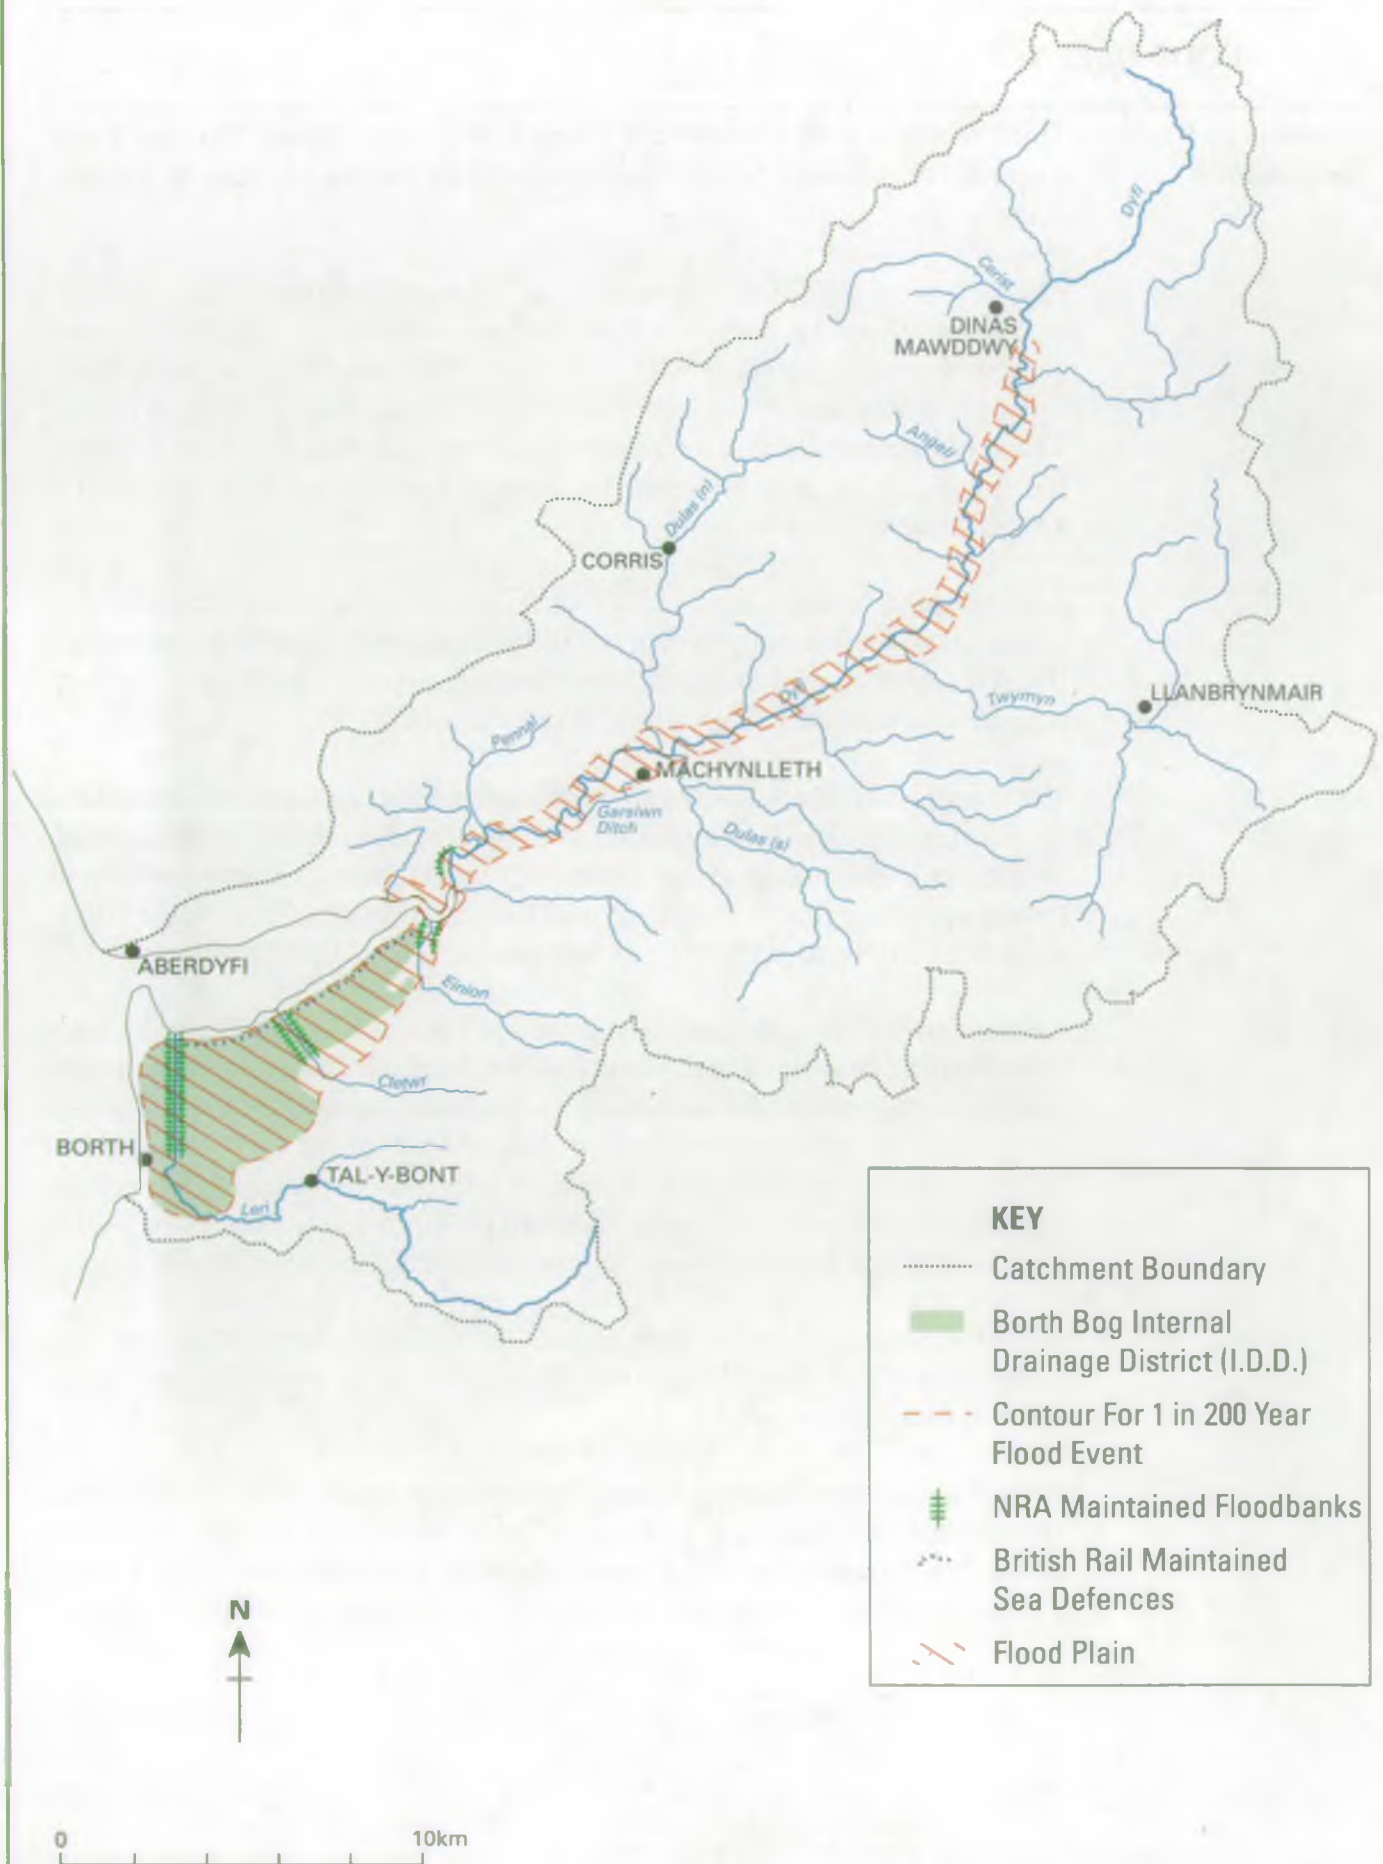 Dyfi
Cerist
DINAS
MAWDDWY
Angell
Dulas (n)
CORRIS
LLANBRYNMAIR
Twymyn
Dyfi
Pennal
MACHYNLLETH
Garsiwn
Ditch
Dulas (s)
ABERDYFI
Einion
Cletwr
BORTH
TAL-Y-BONT
Leri
KEY
Catchment Boundary
Borth Bog Internal
Drainage District (I.D.D.)
Contour For 1 in 200 Year
Flood Event
NRA Maintained Floodbanks
British Rail Maintained
Sea Defences
Flood Plain
N
0 10km